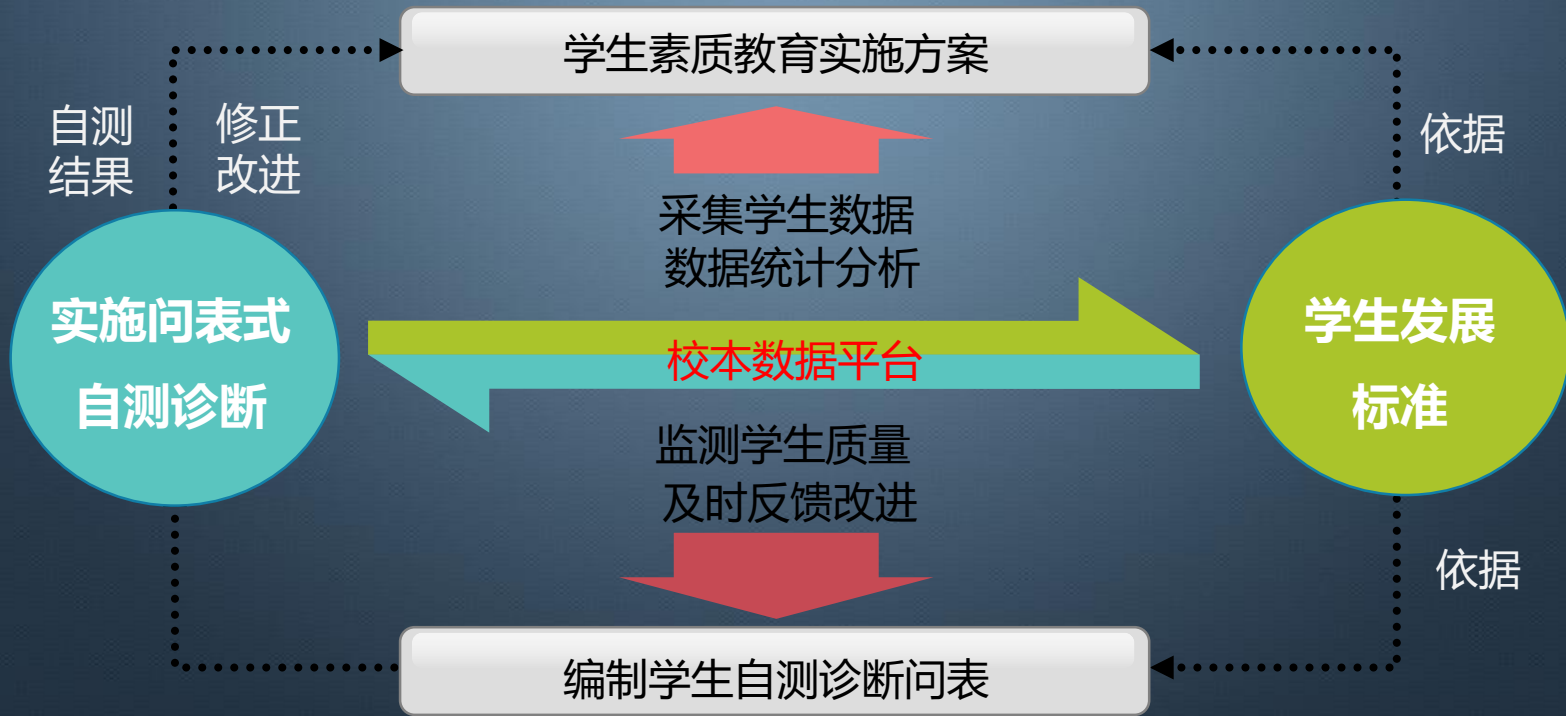 学生素质教育实施方案
自测
结果
修正
改进
依据
采集学生数据
数据统计分析
实施问表式
自测诊断
校本数据平台
学生发展
标准
监测学生质量
及时反馈改进
依据
编制学生自测诊断问表